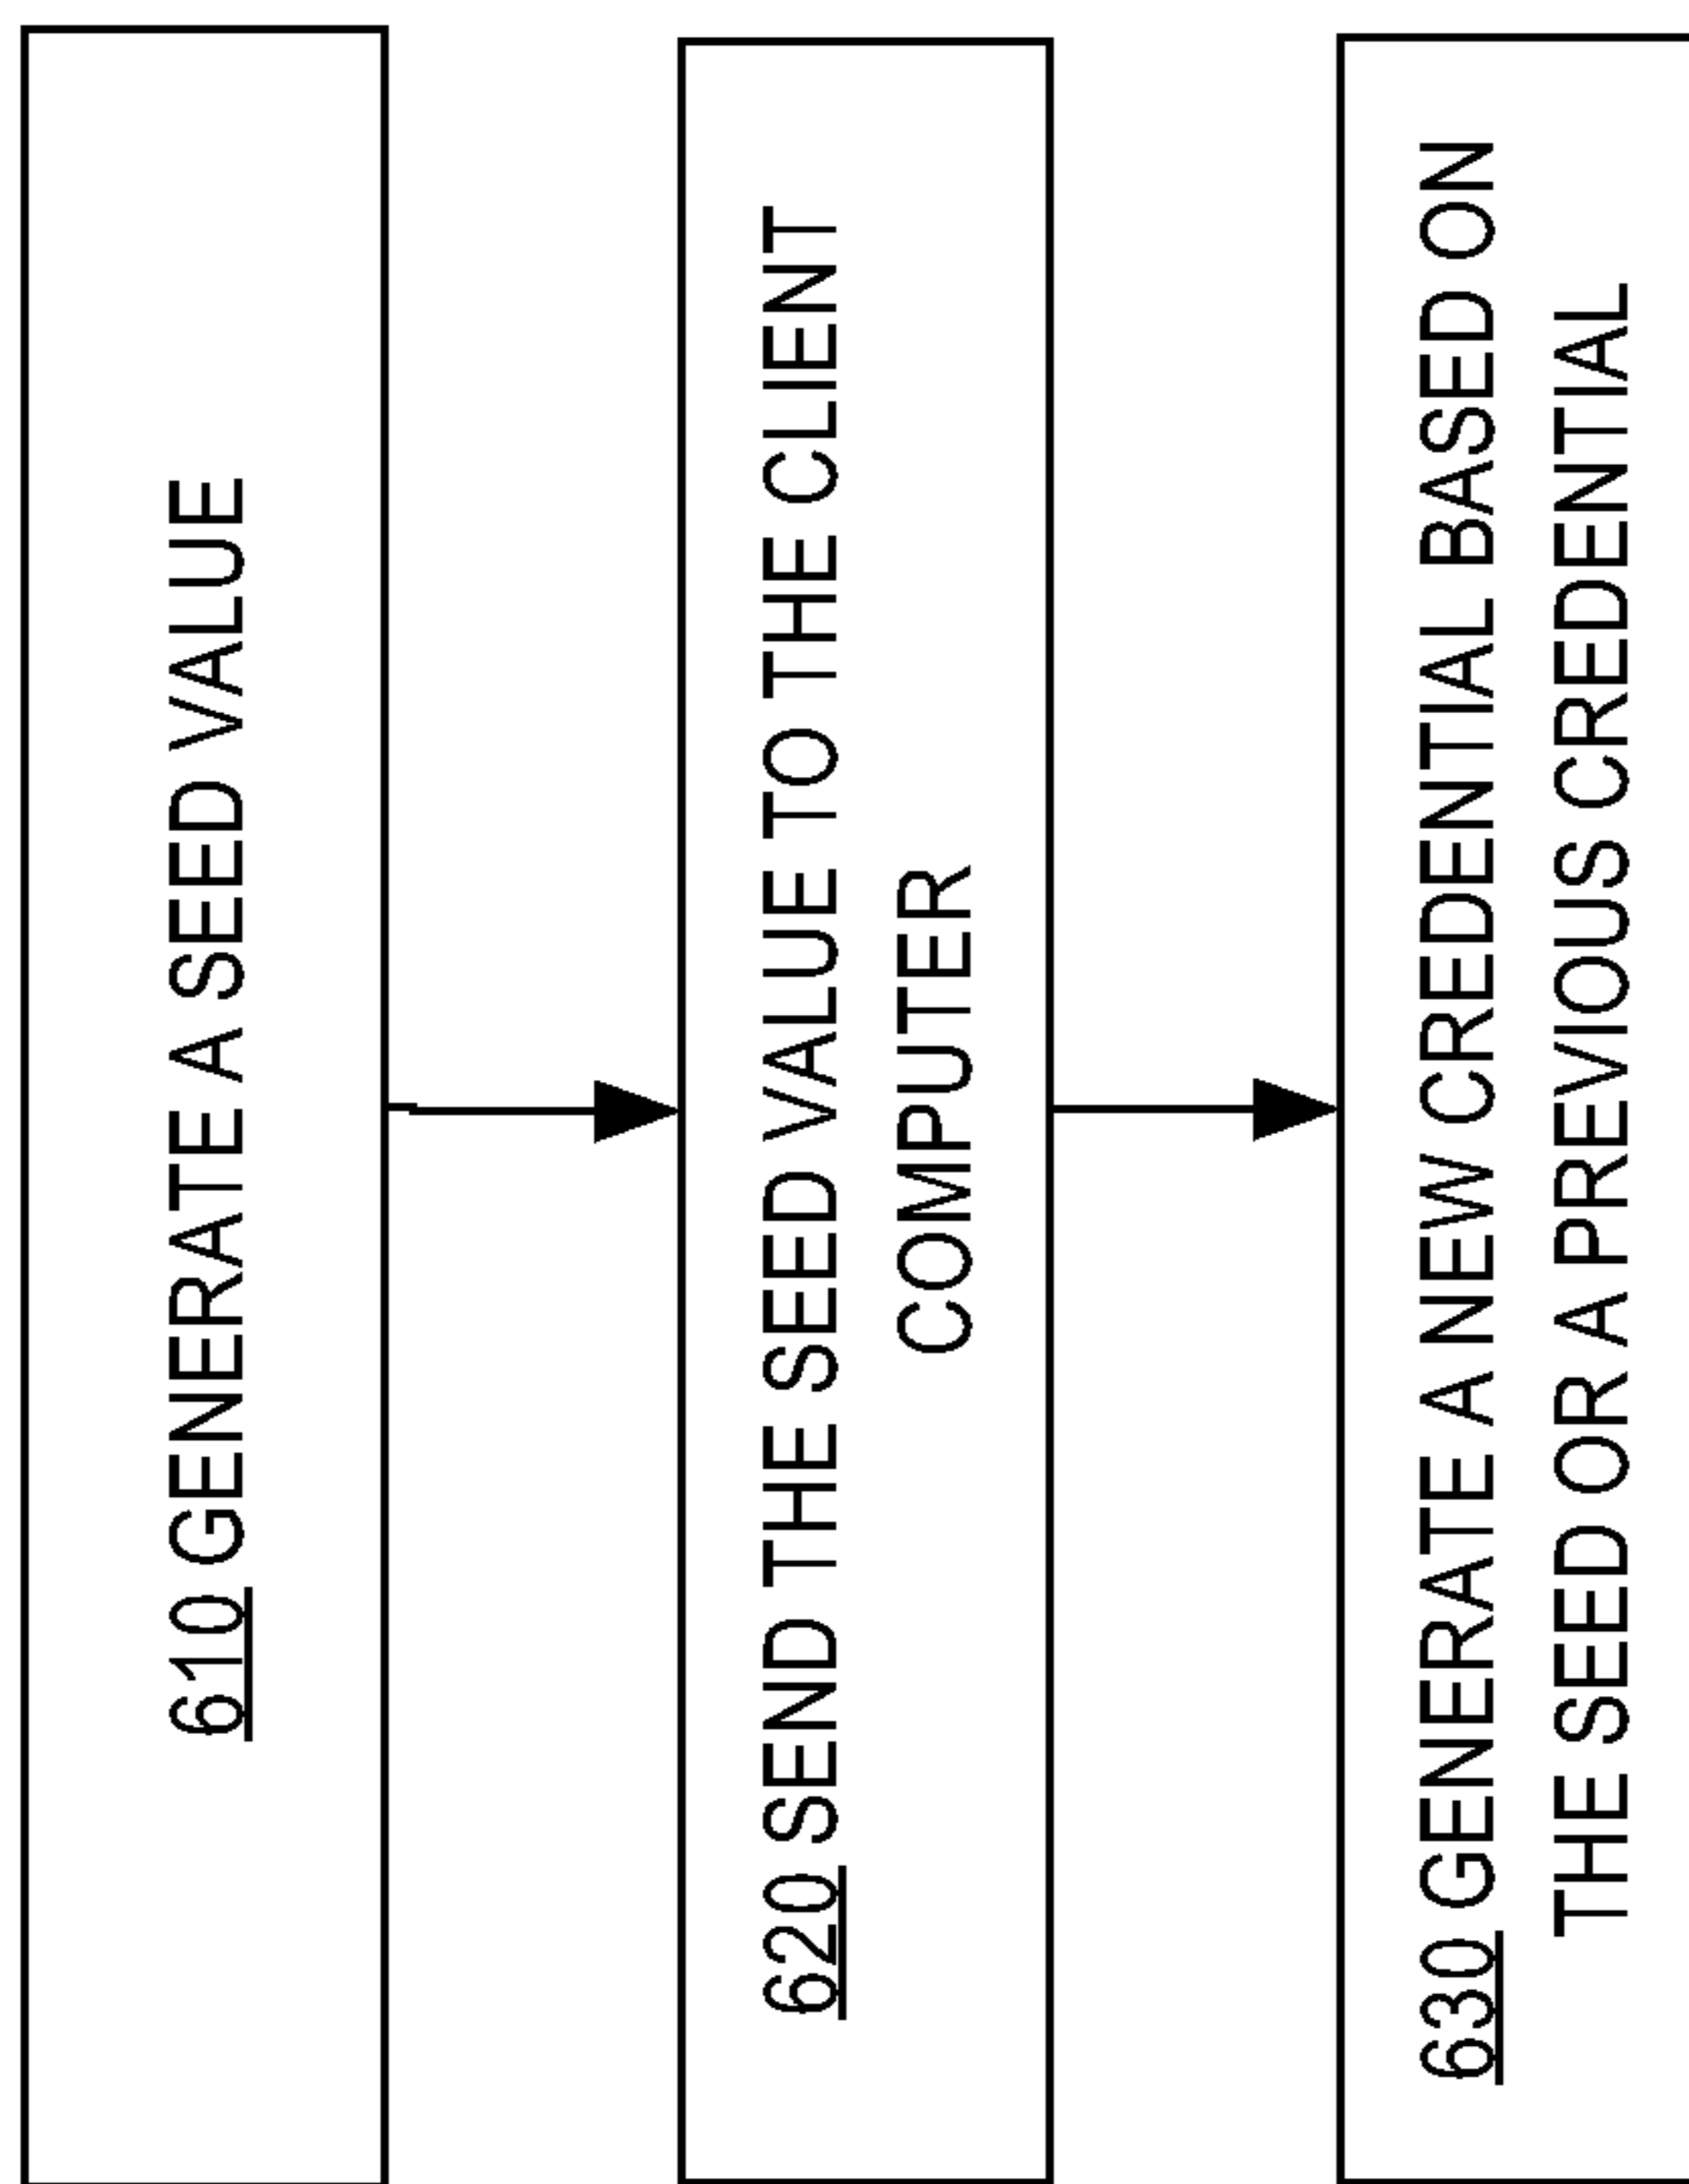 610 GENERATE A SEED VALUE
620 SEND THE SEED VALUE TO THE CLIENT
COMPUTER
630 GENERATE A NEW CREDENTIAL BASED ON
THE SEED OR A PREVIOUS CREDENTIAL